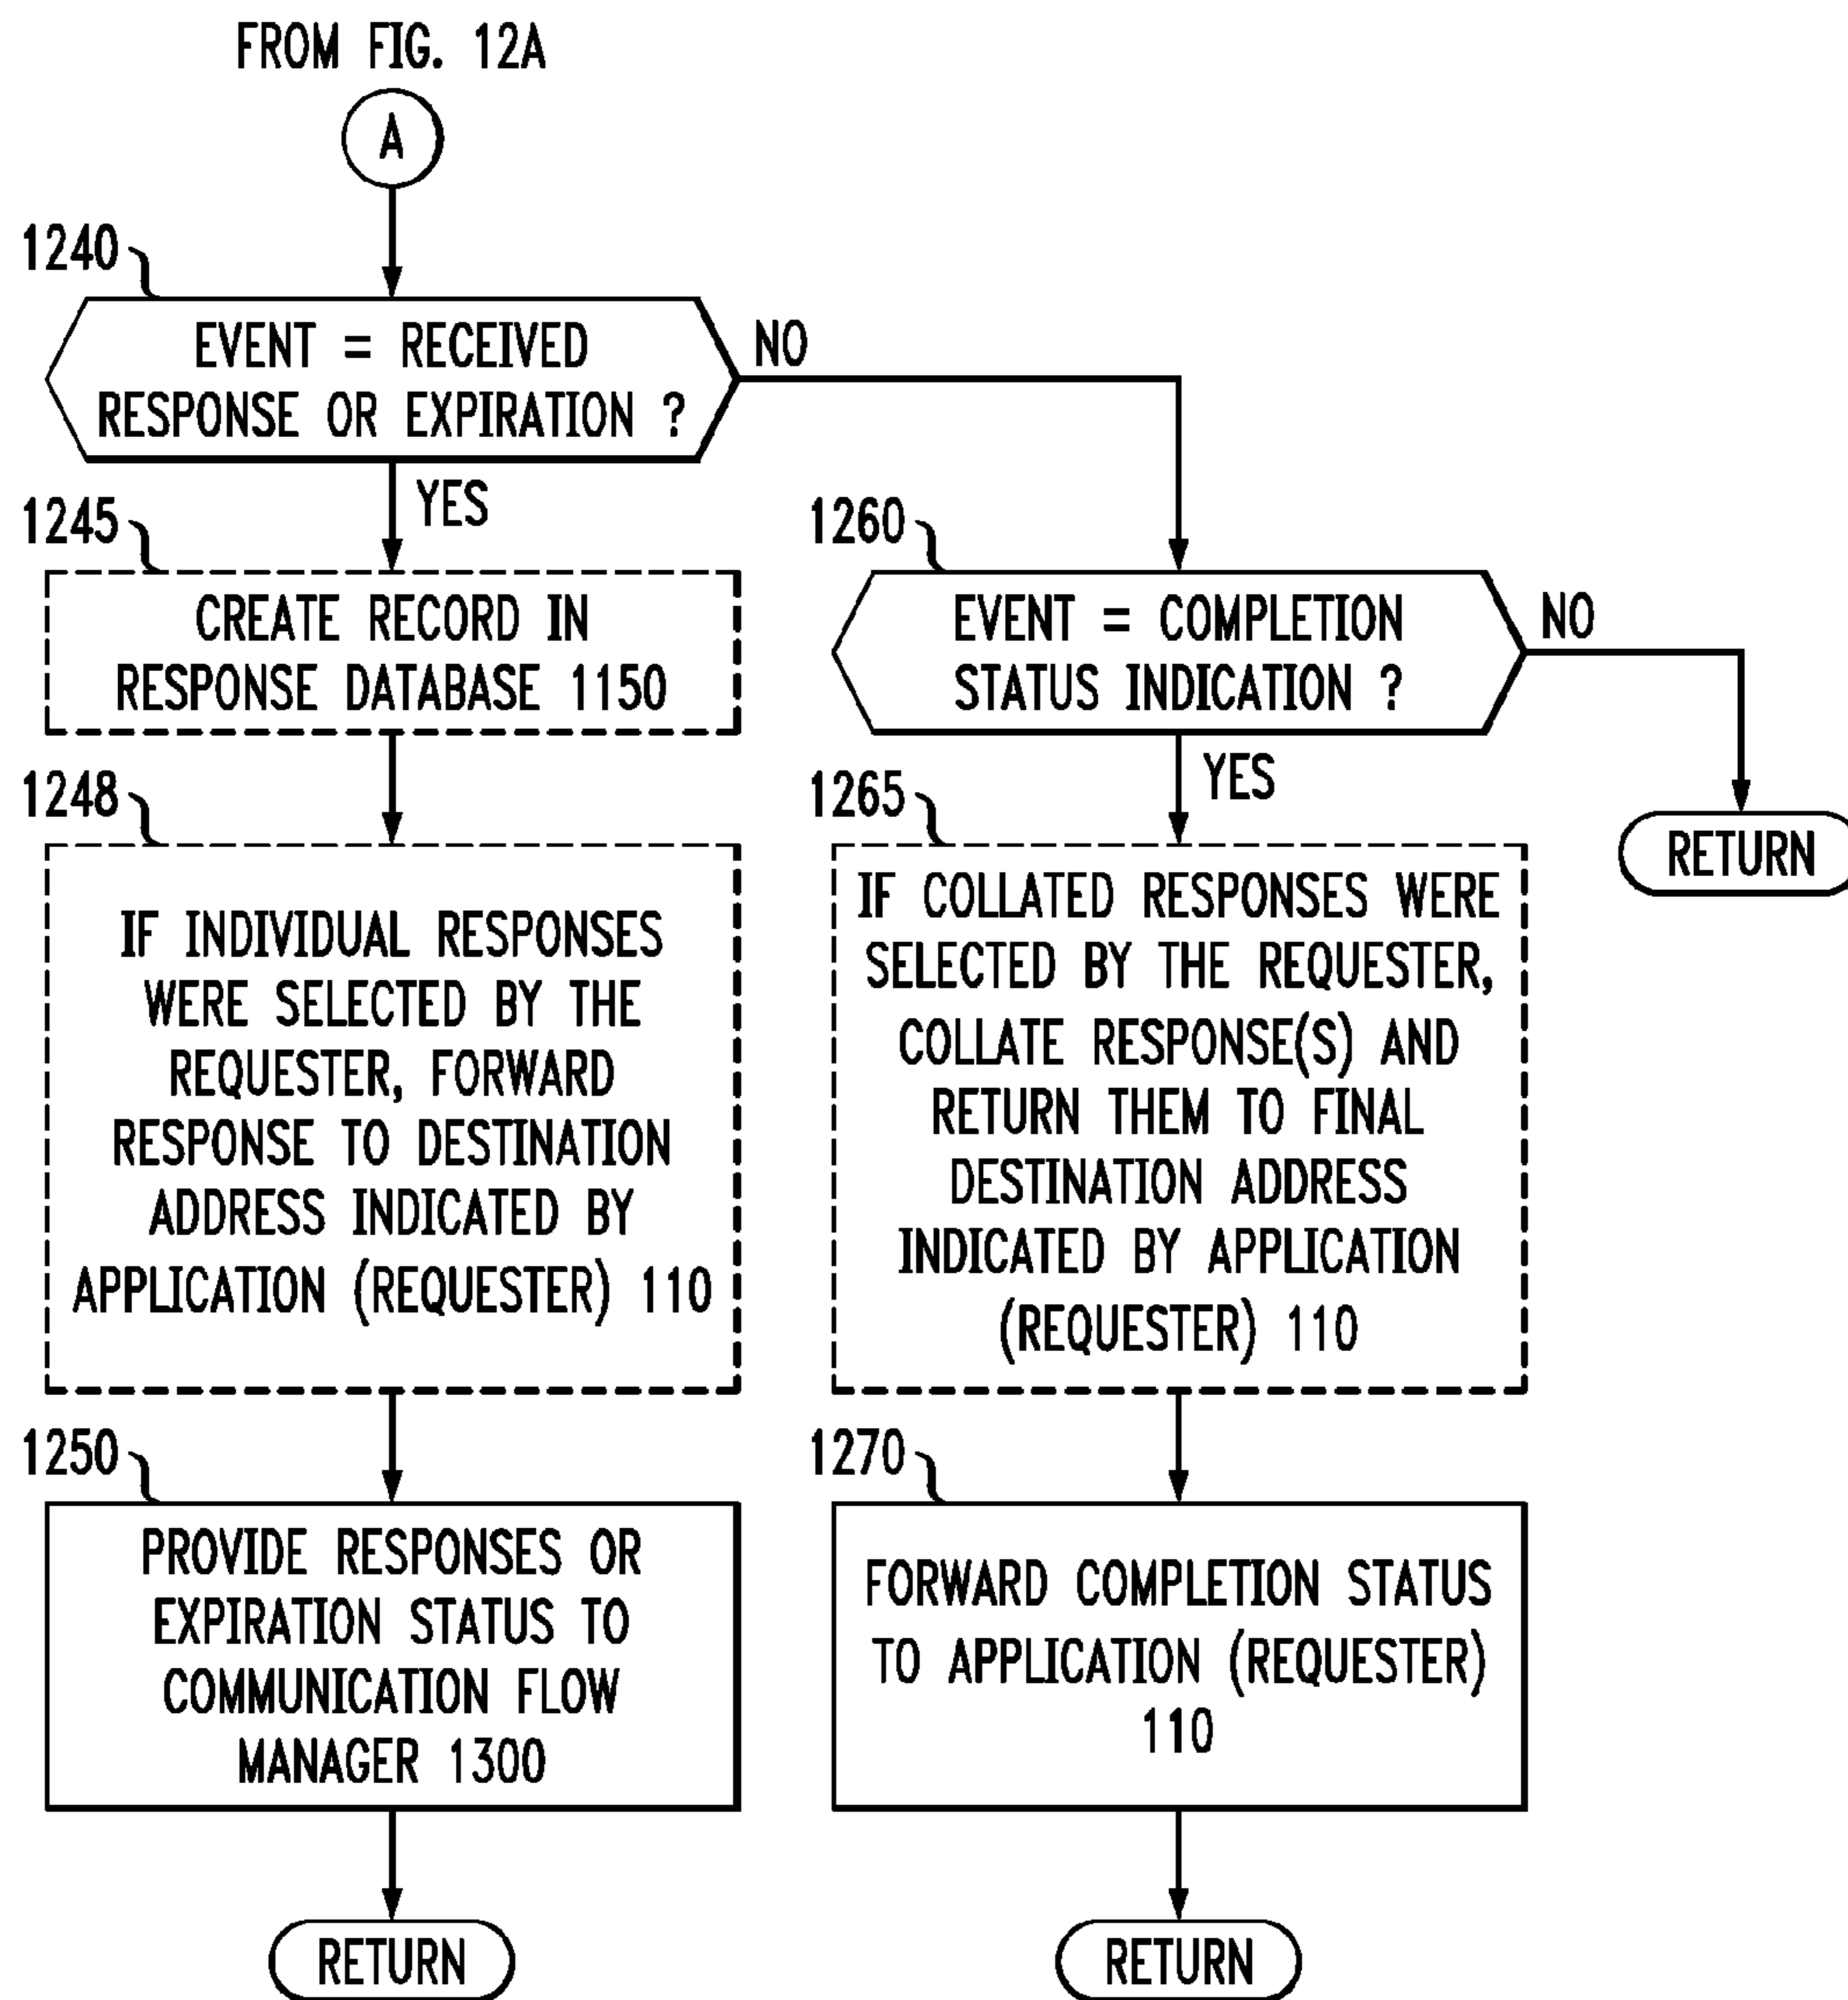 FROM FIG. 12A
A
1240
EVENT = RECEIVED
RESPONSE OR EXPIRATION ?
NO
YES
1245
CREATE RECORD IN
RESPONSE DATABASE 1150
1248
IF INDIVIDUAL RESPONSES
WERE SELECTED BY THE
REQUESTER, FORWARD
RESPONSE TO DESTINATION
ADDRESS INDICATED BY
APPLICATION (REQUESTER) 110
1250
PROVIDE RESPONSES OR
EXPIRATION STATUS TO
COMMUNICATION FLOW
MANAGER 1300
RETURN
1260
EVENT = COMPLETION
STATUS INDICATION ?
NO
RETURN
YES
1265
IF COLLATED RESPONSES WERE
SELECTED BY THE REQUESTER,
COLLATE RESPONSE(S) AND
RETURN THEM TO FINAL
DESTINATION ADDRESS
INDICATED BY APPLICATION
(REQUESTER) 110
1270
FORWARD COMPLETION STATUS
TO APPLICATION (REQUESTER)
110
RETURN